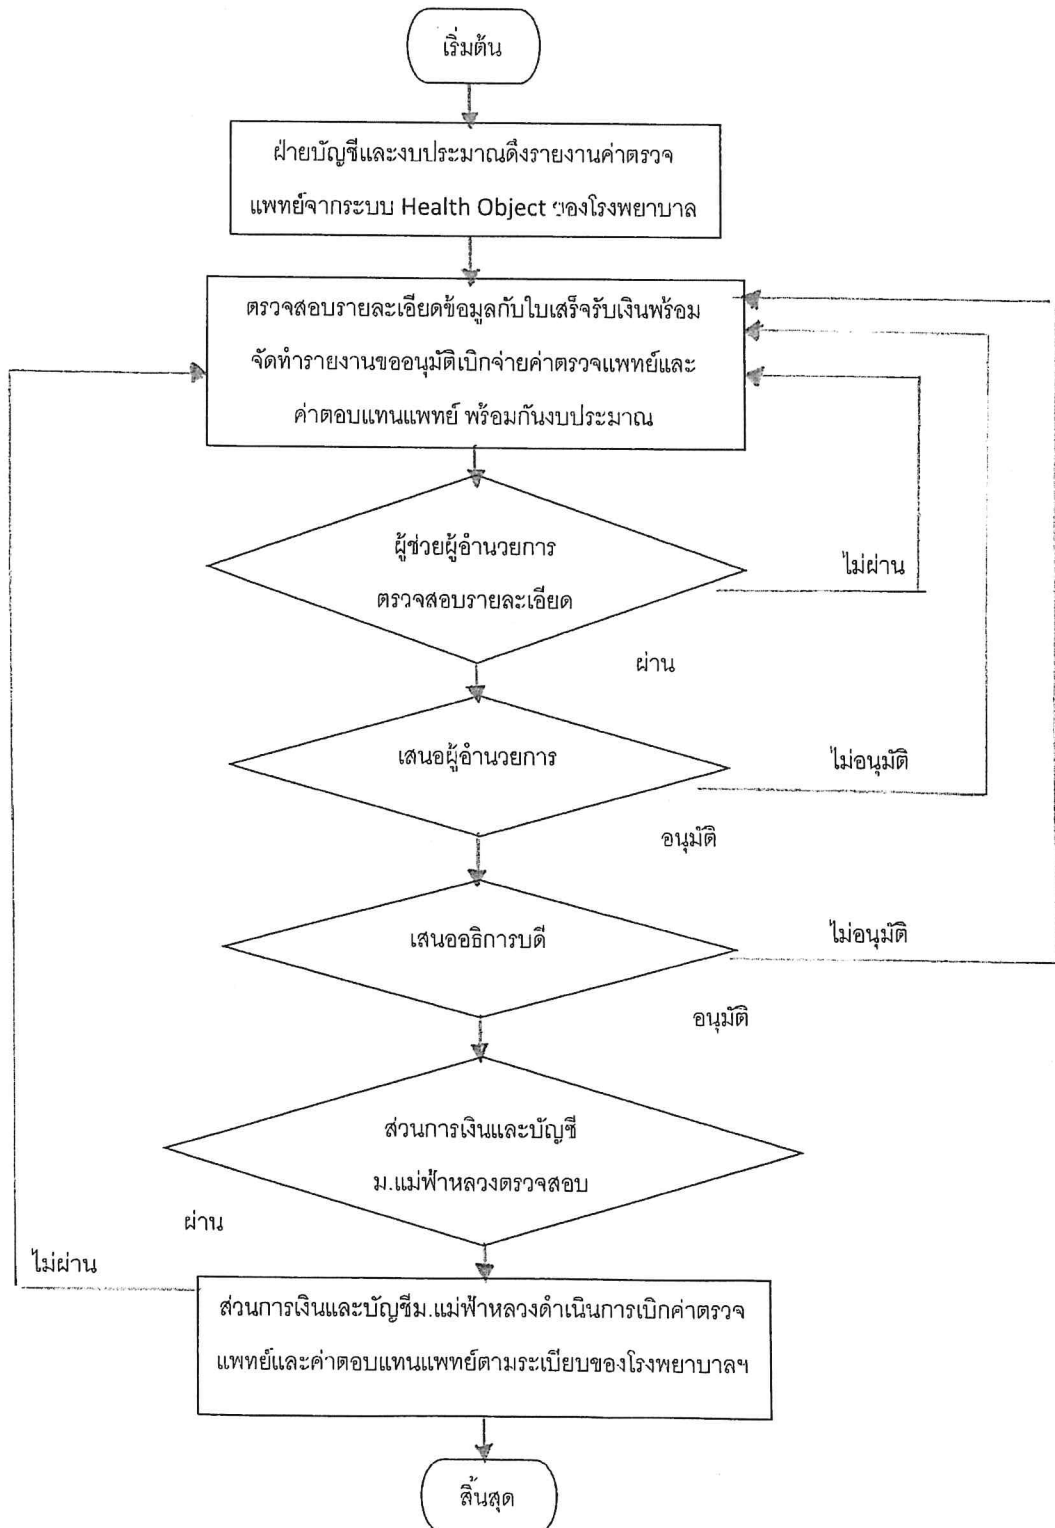 เริ่มต้น
ฝ่ายบัญชีและงบประมาณดึงรายงานค่าตรวจ
แพทย์จากระบบ Health Object ของโรงพยาบาล
ตรวจสอบรายละเอียดข้อมูลกับใบเสร็จรับเงินพร้อม
จัดทำรายงานขออนุมัติเบิกจ่ายค่าตรวจแพทย์และ
ค่าตอบแทนแพทย์ พร้อมกันงบประมาณ
ผู้ช่วยผู้อำนวยการ
ตรวจสอบรายละเอียด
ไม่ผ่าน
ผ่าน
เสนอผู้อำนวยการ
ไม่อนุมัติ
อนุมัติ
เสนออธิการบดี
ไม่อนุมัติ
อนุมัติ
ส่วนการเงินและบัญชี
ม.แม่ฟ้าหลวงตรวจสอบ
ผ่าน
ไม่ผ่าน
ส่วนการเงินและบัญชีม.แม่ฟ้าหลวงดำเนินการเบิกค่าตรวจ
แพทย์และค่าตอบแทนแพทย์ตามระเบียบของโรงพยาบาลฯ
สิ้นสุด